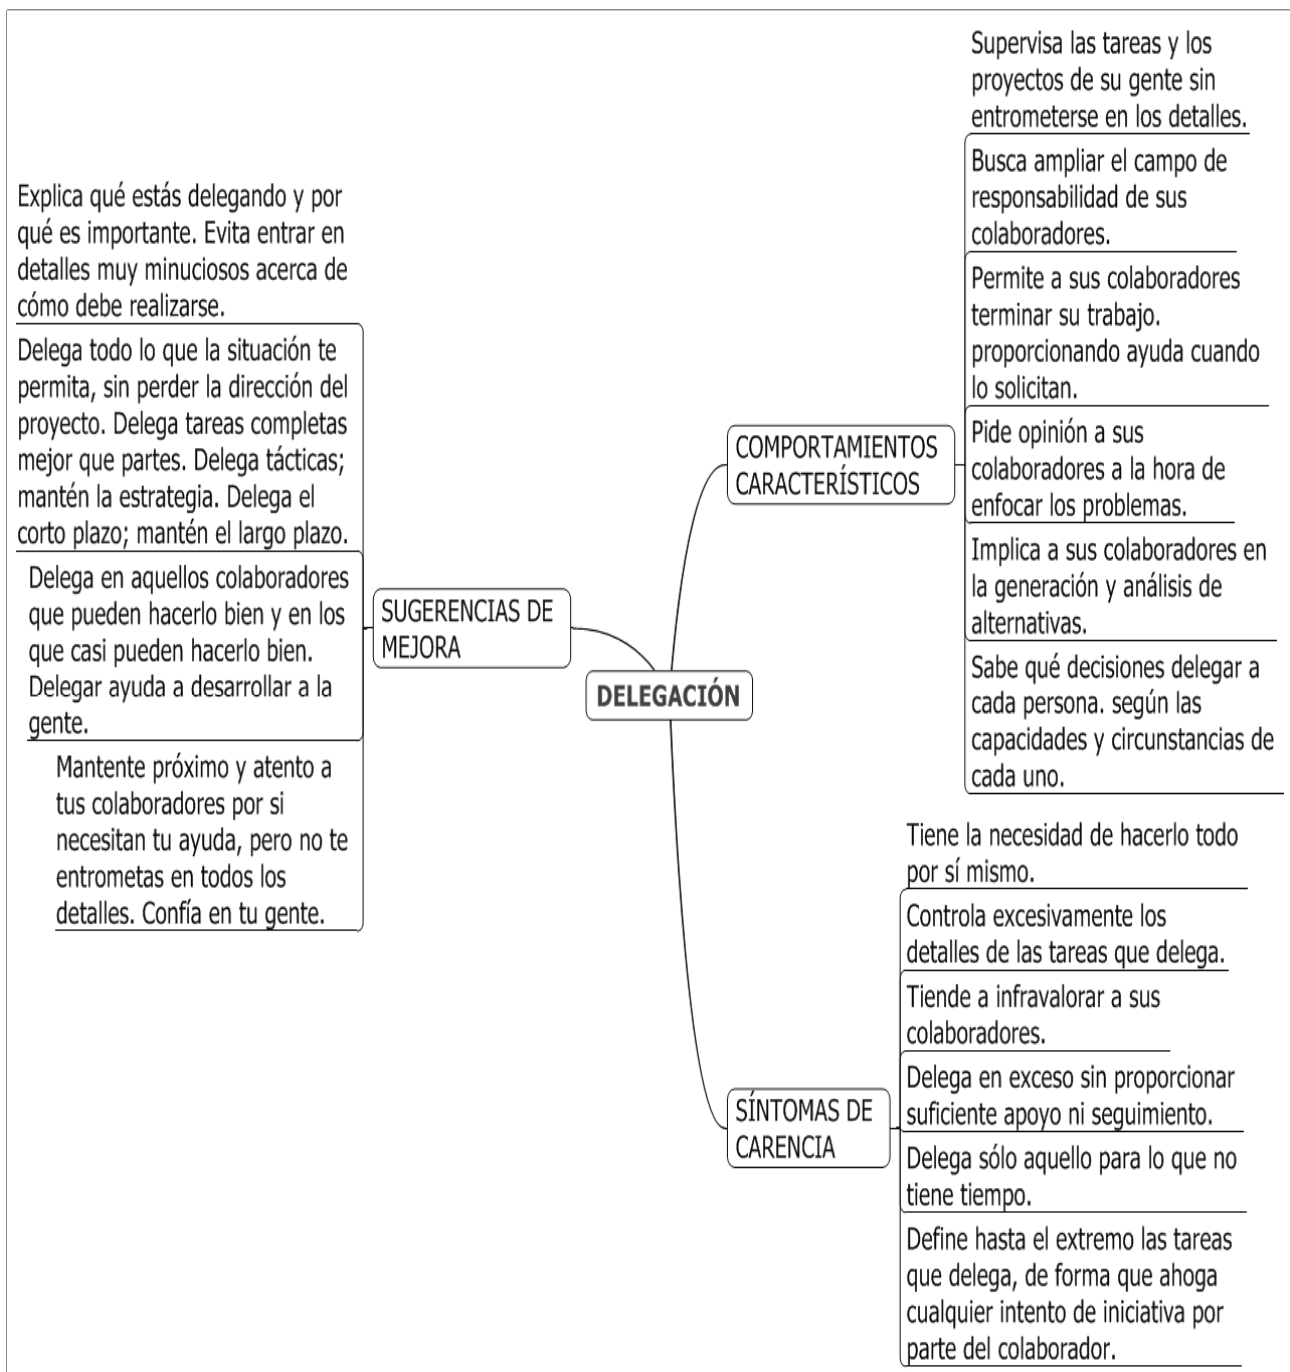 Supervisa las tareas y los
proyectos de su gente sin
entrometerse en los detalles.
Busca ampliar el campo de
responsabilidad de sus
colaboradores.
Permite a sus colaboradores
terminar su trabajo.
proporcionando ayuda cuando
lo solicitan.
Pide opinión a sus
colaboradores a la hora de
enfocar los problemas.
Implica a sus colaboradores en
la generación y análisis de
alternativas.
Sabe qué decisiones delegar a
cada persona. según las
capacidades y circunstancias de
cada uno.
COMPORTAMIENTOS
CARACTERÍSTICOS
Explica qué estás delegando y por
qué es importante. Evita entrar en
detalles muy minuciosos acerca de
cómo debe realizarse.
Delega todo lo que la situación te
permita, sin perder la dirección del
proyecto. Delega tareas completas
mejor que partes. Delega tácticas;
mantén la estrategia. Delega el
corto plazo; mantén el largo plazo.
Delega en aquellos colaboradores
que pueden hacerlo bien y en los
que casi pueden hacerlo bien.
Delegar ayuda a desarrollar a la
gente.
Mantente próximo y atento a
tus colaboradores por si
necesitan tu ayuda, pero no te
entrometas en todos los
detalles. Confía en tu gente.
SUGERENCIAS DE
MEJORA
DELEGACIÓN
SÍNTOMAS DE
CARENCIA
Tiene la necesidad de hacerlo todo
por sí mismo.
Controla excesivamente los
detalles de las tareas que delega.
Tiende a infravalorar a sus
colaboradores.
Delega en exceso sin proporcionar
suficiente apoyo ni seguimiento.
Delega sólo aquello para lo que no
tiene tiempo.
Define hasta el extremo las tareas
que delega, de forma que ahoga
cualquier intento de iniciativa por
parte del colaborador.